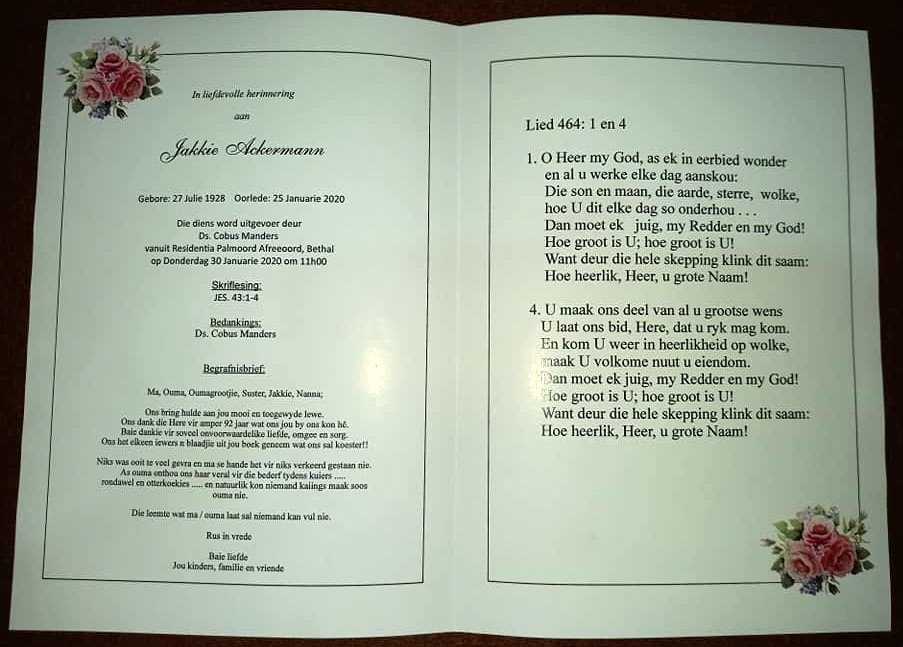 In liefdevolle herinnering
aan
Jakkie Ackermann
Gebore: 27 Julie 1928 Oorlede: 25 Januarie 2020
Die diens word uitgevoer deur
Ds. Cobus Manders
vanuit Residentia Palmoord Afreeoord, Bethal
op Donderdag 30 Januarie 2020 om 11h00
Skriflesing:
JES. 43:1-4
Bedankings:
Ds. Cobus Manders
Begrafnisbrief:
Ma, Ouma, Oumagrootjie, Suster, Jakkie, Nanna;
Ons bring hulde aan jou mooi en toegewyde lewe.
Ons dank die Here vir amper 92 jaar wat ons jou by ons kon hê.
Baie dankie vir soveel onvoorwaardelike liefde, omgee en sorg.
Ons het elkeen iewers n blaadjie uit jou boek geneem wat ons sal koester!!
Niks was ooit te veel gevra en ma se hande het vir niks verkeerd gestaan nie.
As ouma onthou ons haar veral vir die bederf tydens kuiers .....
rondawel en otterkoekies ..... en natuurlik kon niemand kaiings maak soos
ouma nie.
Die leemte wat ma / ouma laat sal niemand kan vul nie.
Rus in vrede
Baie liefde
Jou kinders, familie en vriende
Lied 464: 1 en 4
1. O Heer my God, as ek in eerbied wonder
en al u werke elke dag aanskou:
Die son en maan, die aarde, sterre, wolke,
hoe U dit elke dag so onderhou . . .
Dan moet ek juig, my Redder en my God!
Hoe groot is U; hoe groot is U!
Want deur die hele skepping klink dit saam:
Hoe heerlik, Heer, u grote Naam!
4. U maak ons deel van al u grootse wens
U laat ons bid, Here, dat u ryk mag kom.
En kom U weer in heerlikheid op wolke,
maak U volkome nuut u eiendom.
Dan moet ek juig, my Redder en my God!
Hoe groot is U; hoe groot is U!
Want deur die hele skepping klink dit saam:
Hoe heerlik, Heer, u grote Naam!